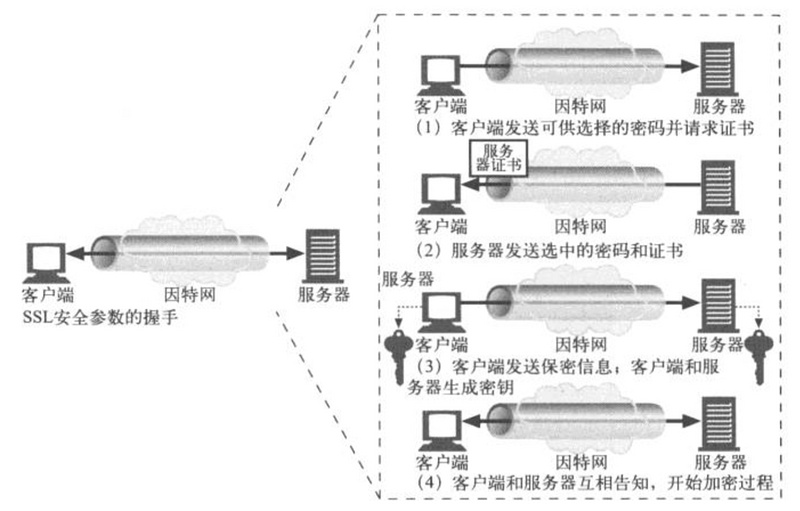 客户端
因特网
服务器
SSL安全参数的握手
客户端
因特网
服务器
(1)客户端发送可供选择的密码并请求证书
服务
器证书
客户端
因特网
服务器
(2)服务器发送选中的密码和证书
服务器
客户端
因特网
服务器
(3)客户端发送保密信息;客户端和服
务器生成密钥
客户端
因特网
服务器
(4)客户端和服务器互相告知,开始加密过程